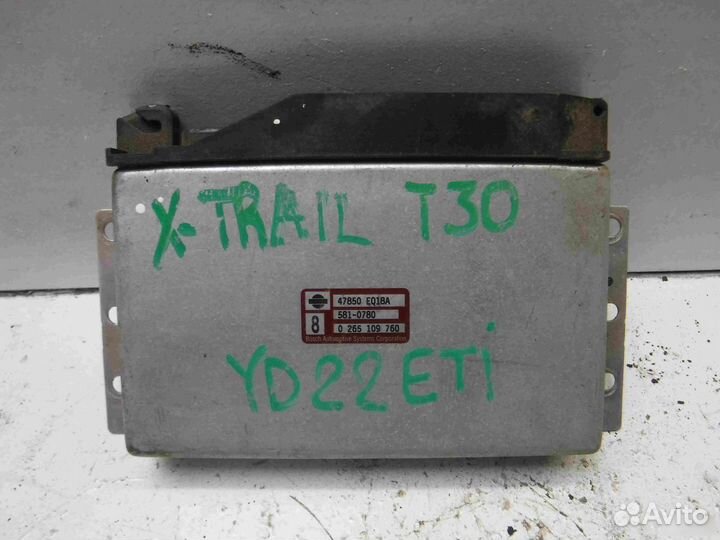 X-TRAIL T30
47850 EQ18A
581-0780
8 0 265 109 760
Bosch Automotive Systems Corporation
YD22ETi
Avito